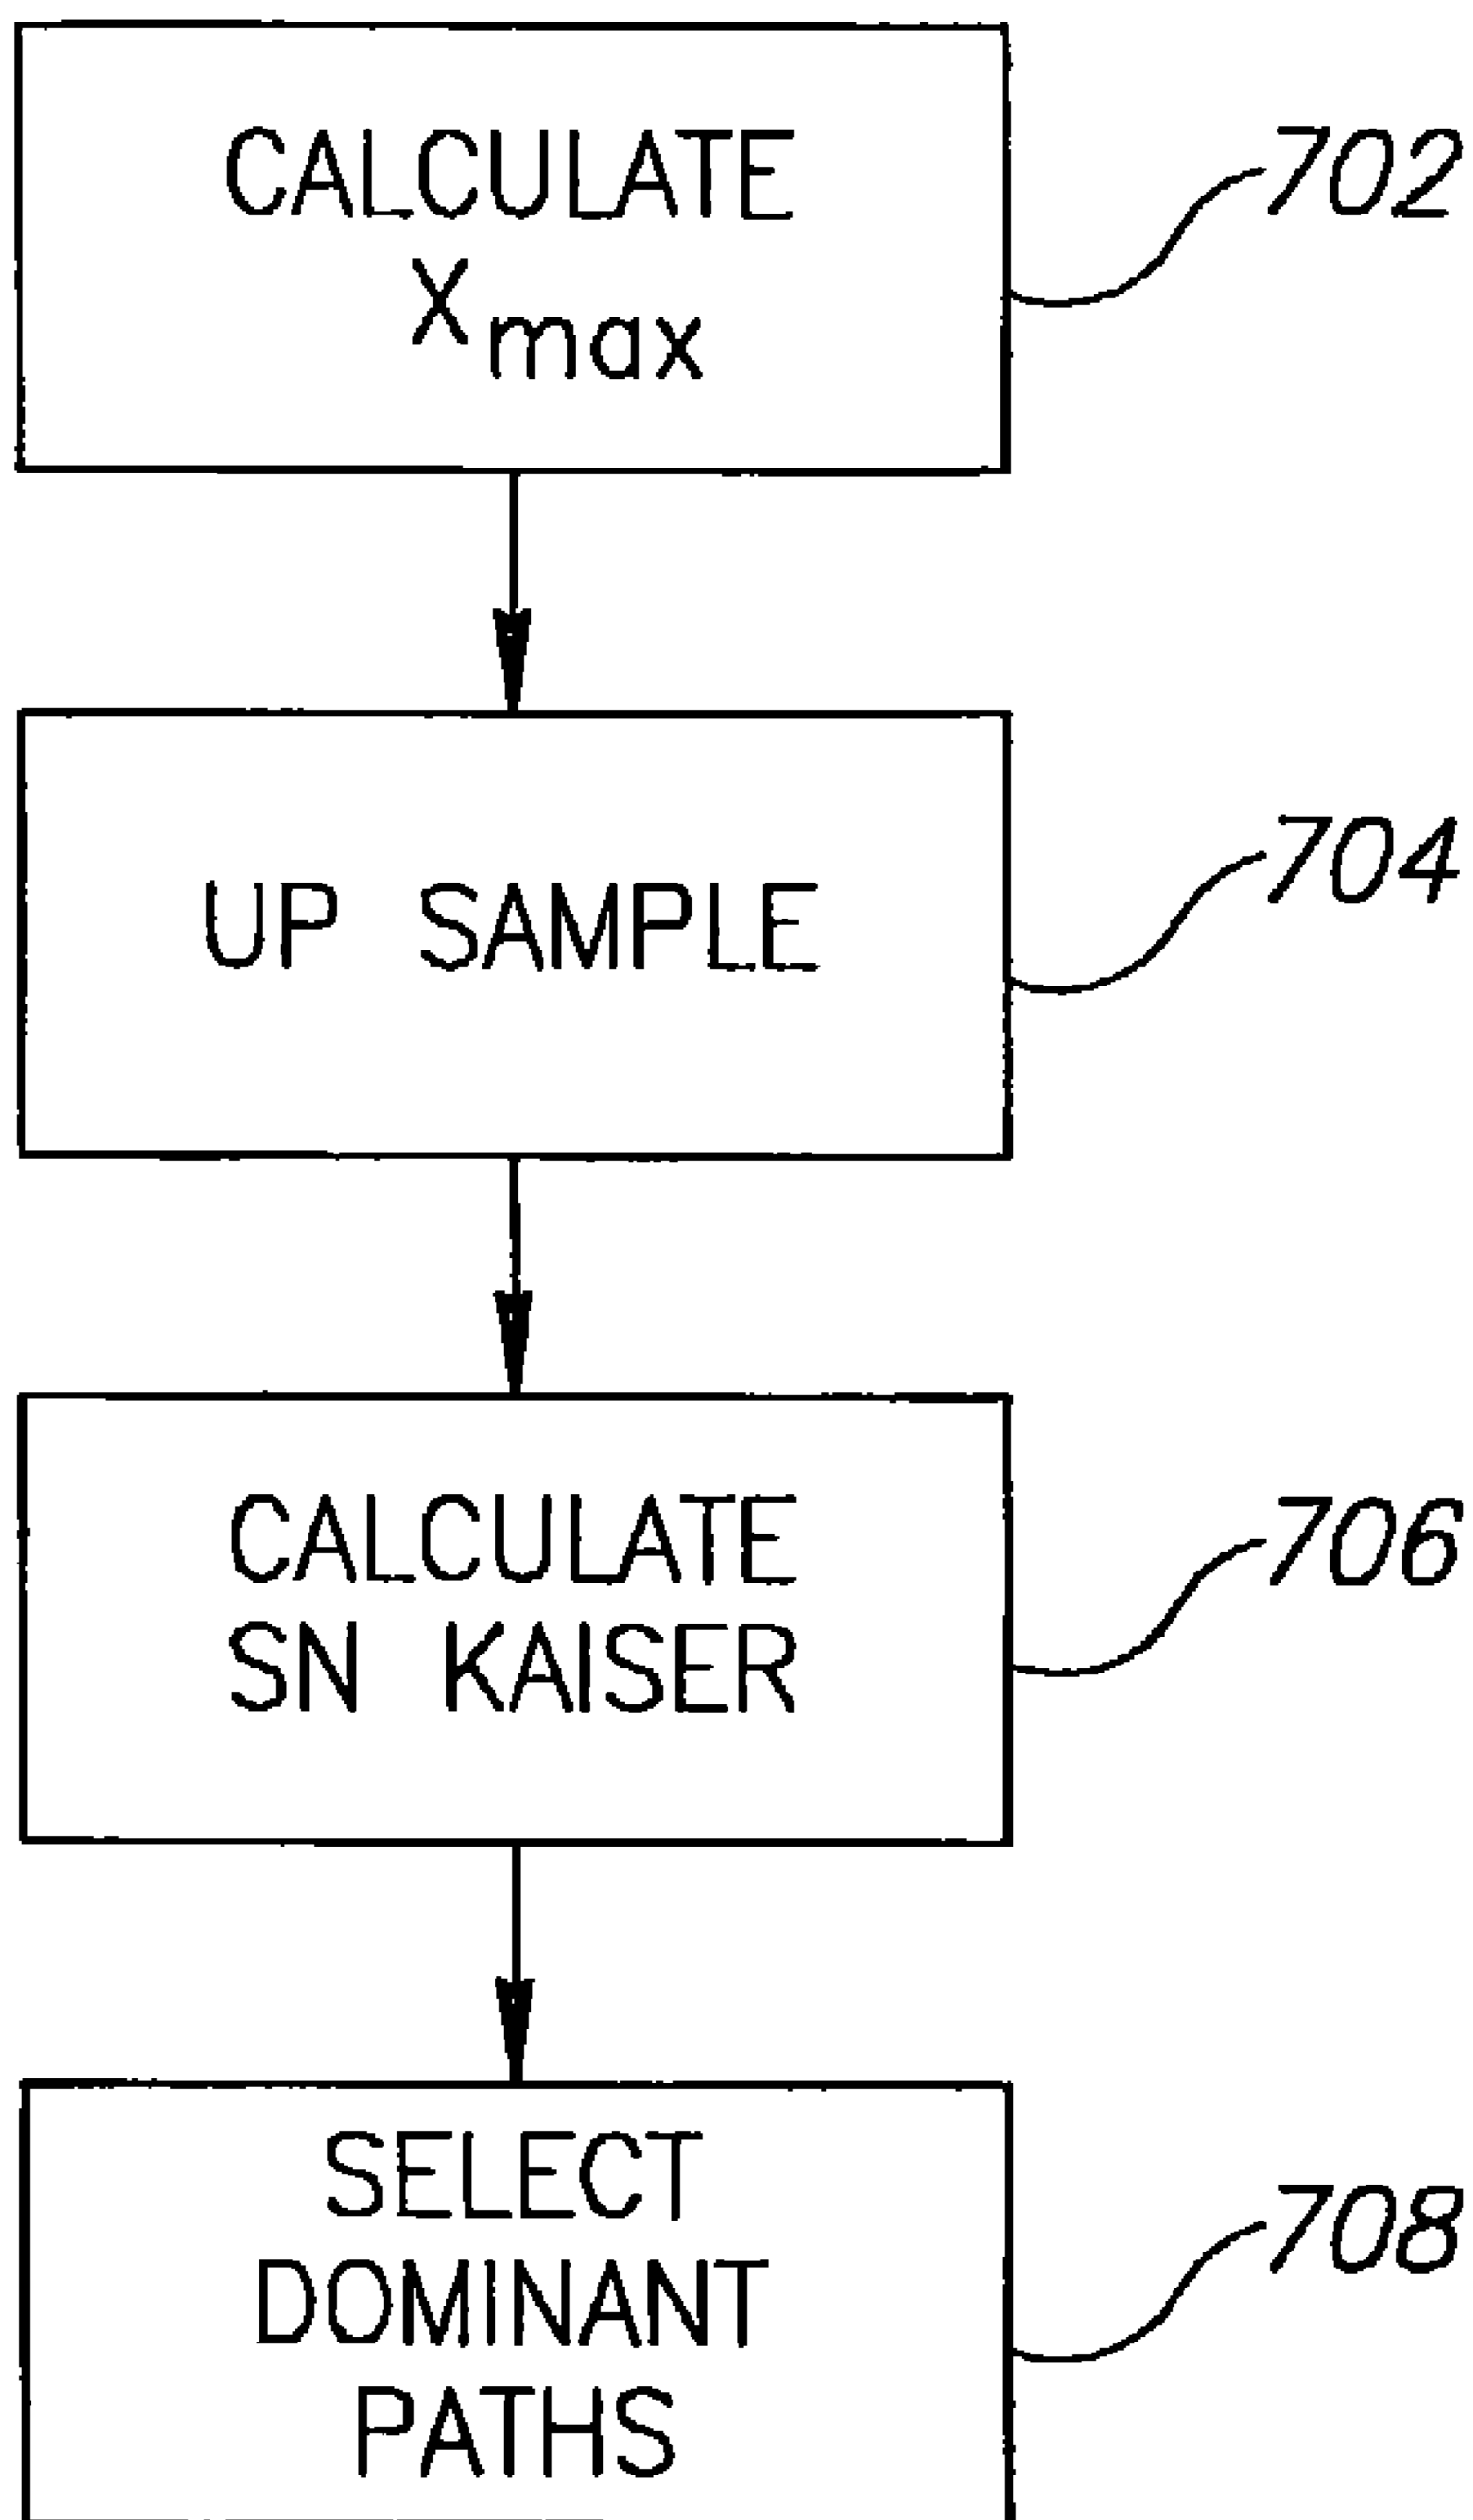 CALCULATE
Xmax
702
UP SAMPLE
704
CALCULATE
SN KAISER
706
SELECT
DOMINANT
PATHS
708